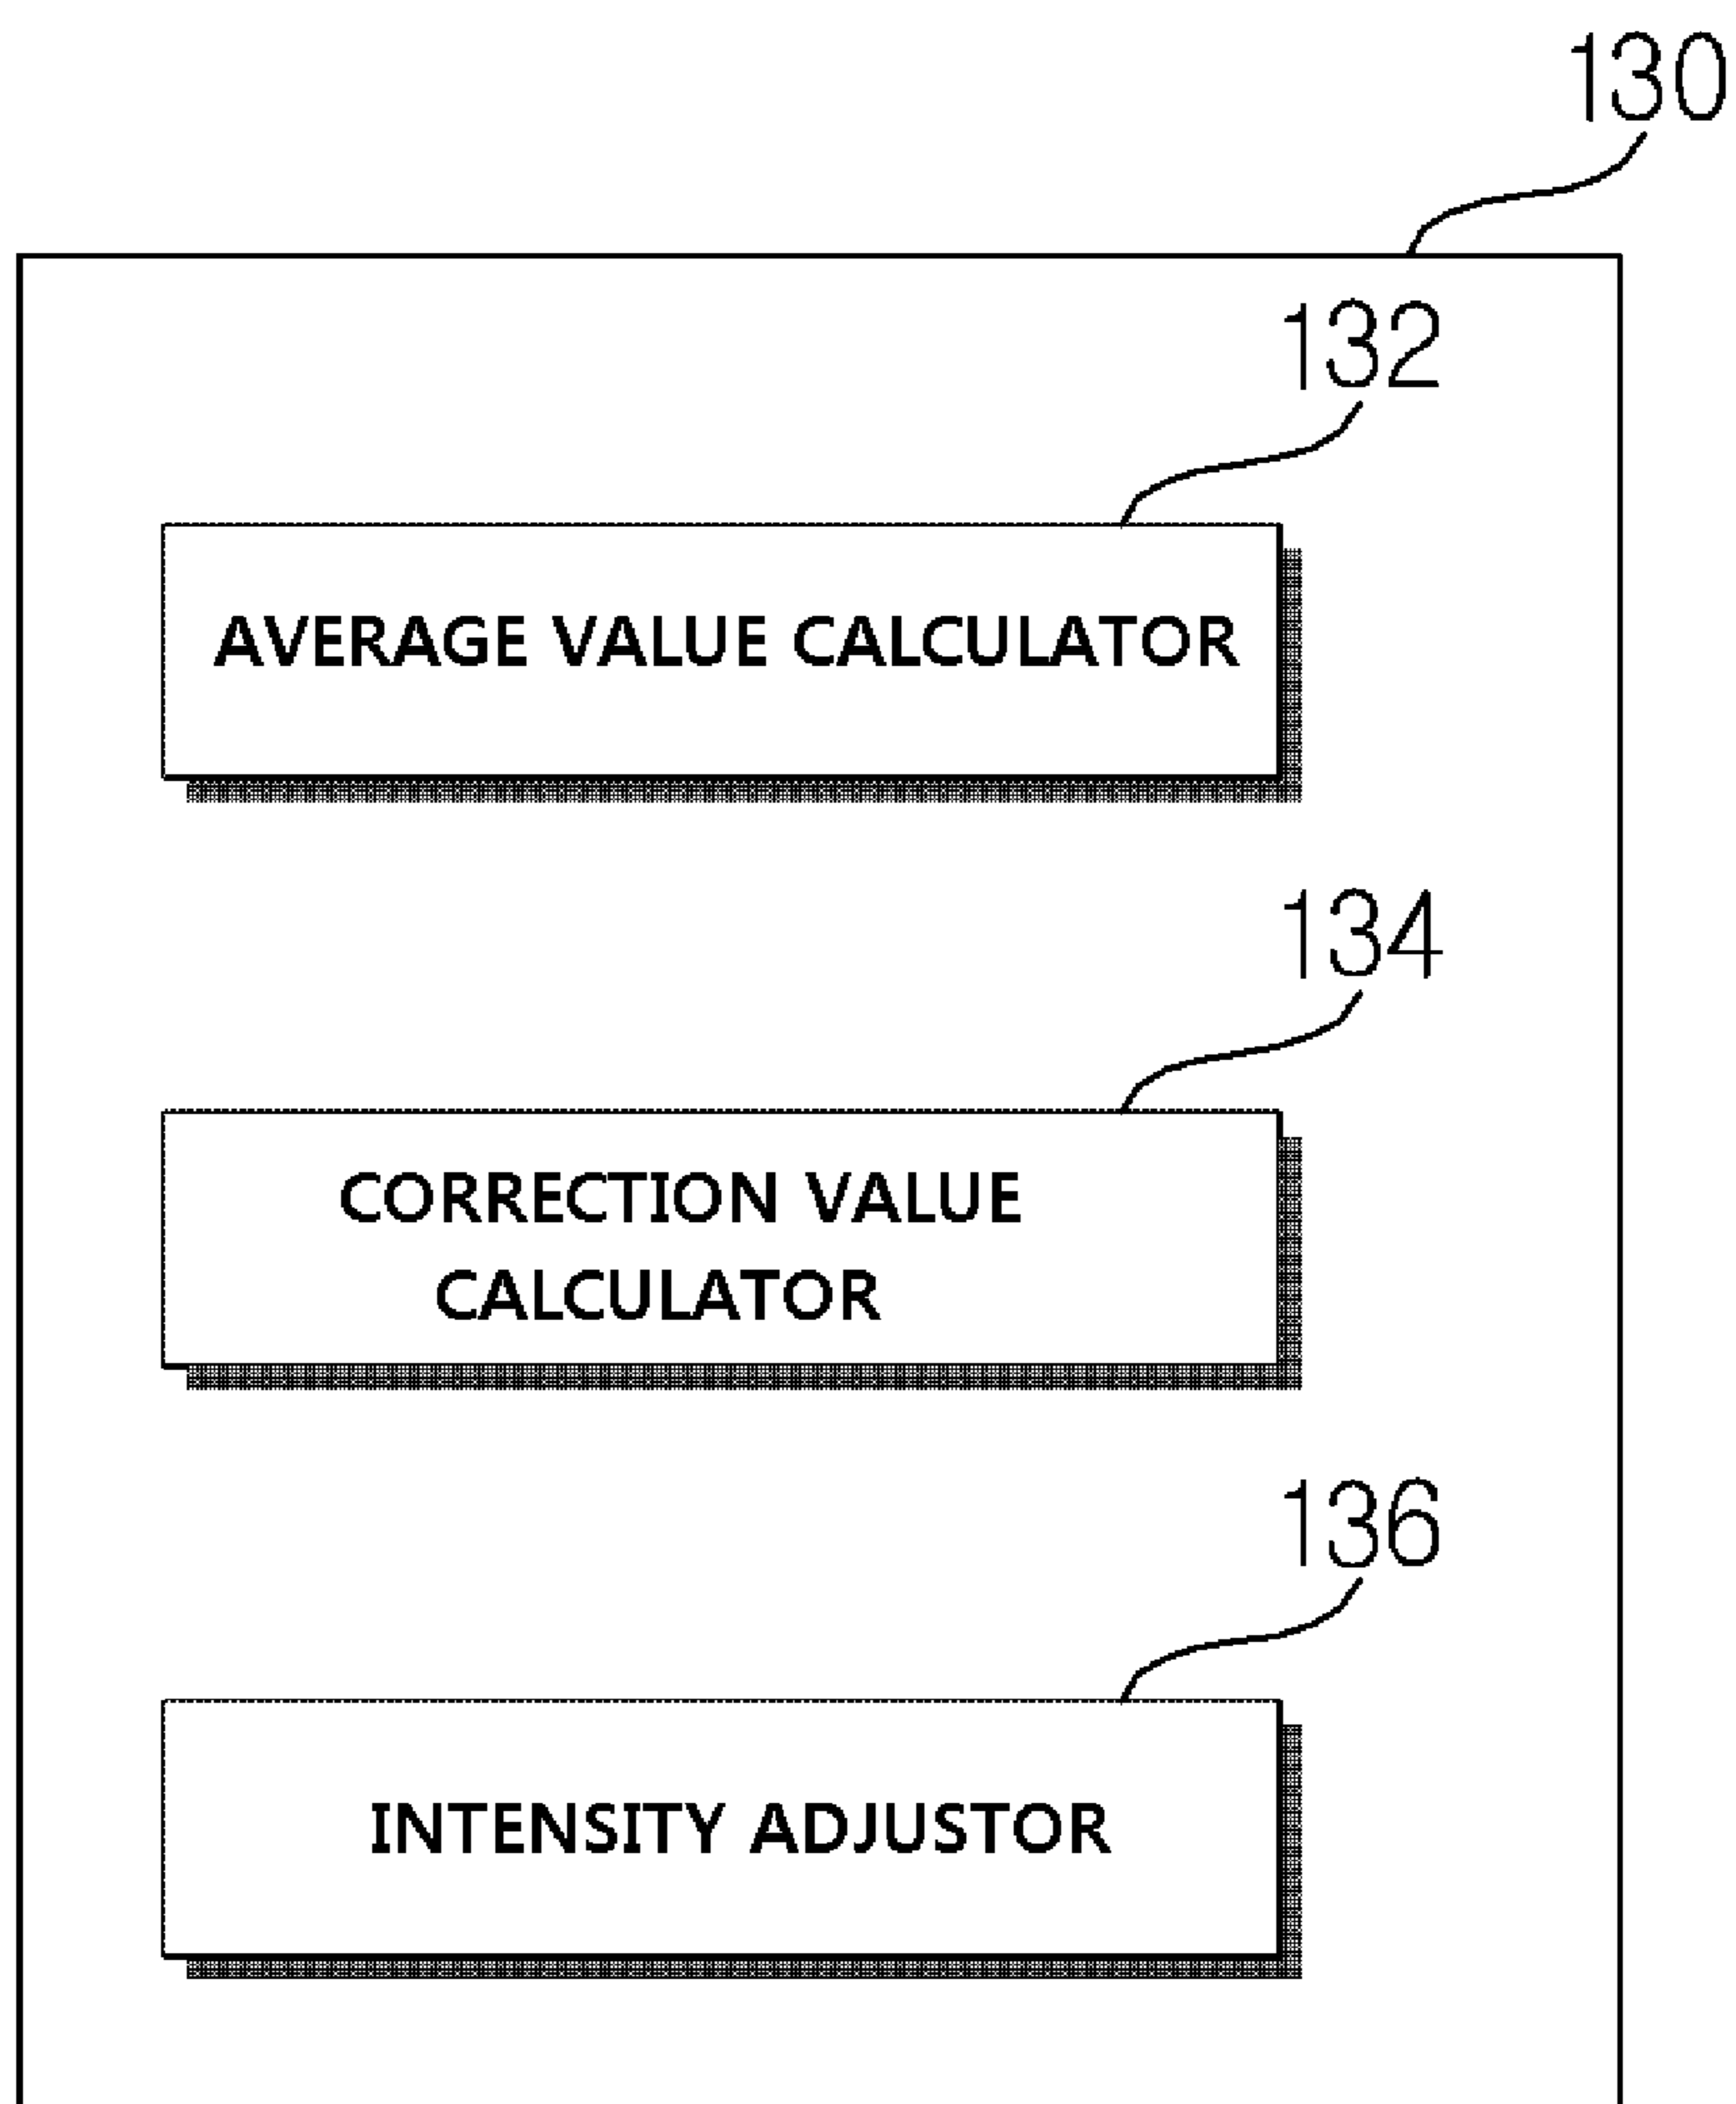 130
132
AVERAGE VALUE CALCULATOR
134
CORRECTION VALUE
CALCULATOR
136
INTENSITY ADJUSTOR